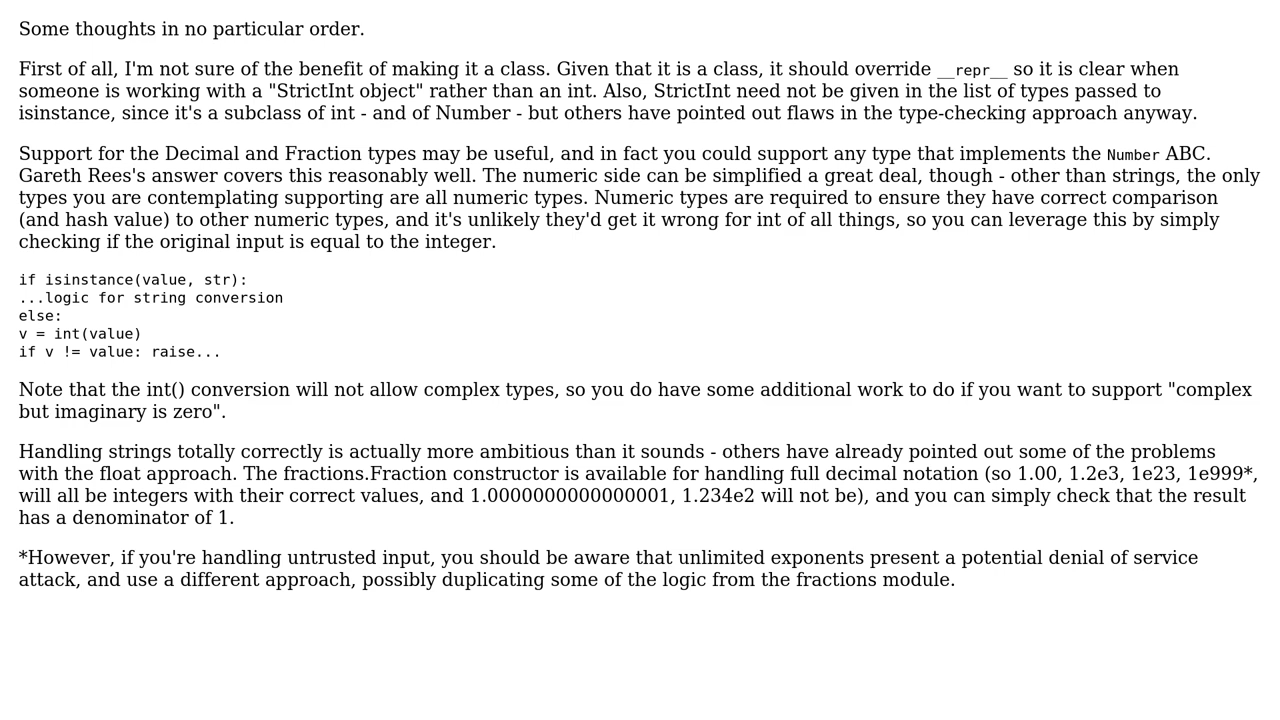 Some thoughts in no particular order.
First of all, I'm not sure of the benefit of making it a class. Given that it is a class, it should override __repr__ so it is clear when
someone is working with a "StrictInt object" rather than an int. Also, StrictInt need not be given in the list of types passed to
isinstance, since it's a subclass of int - and of Number - but others have pointed out flaws in the type-checking approach anyway.
Support for the Decimal and Fraction types may be useful, and in fact you could support any type that implements the Number ABC.
Gareth Rees's answer covers this reasonably well. The numeric side can be simplified a great deal, though - other than strings, the only
types you are contemplating supporting are all numeric types. Numeric types are required to ensure they have correct comparison
(and hash value) to other numeric types, and it's unlikely they'd get it wrong for int of all things, so you can leverage this by simply
checking if the original input is equal to the integer.
if isinstance(value, str):
...logic for string conversion
else:
v = int(value)
if v != value: raise...
Note that the int() conversion will not allow complex types, so you do have some additional work to do if you want to support "complex
but imaginary is zero".
Handling strings totally correctly is actually more ambitious than it sounds - others have already pointed out some of the problems
with the float approach. The fractions.Fraction constructor is available for handling full decimal notation (so 1.00, 1.2e3, 1e23, 1e999*,
will all be integers with their correct values, and 1.0000000000000001, 1.234e2 will not be), and you can simply check that the result
has a denominator of 1.
*However, if you're handling untrusted input, you should be aware that unlimited exponents present a potential denial of service
attack, and use a different approach, possibly duplicating some of the logic from the fractions module.